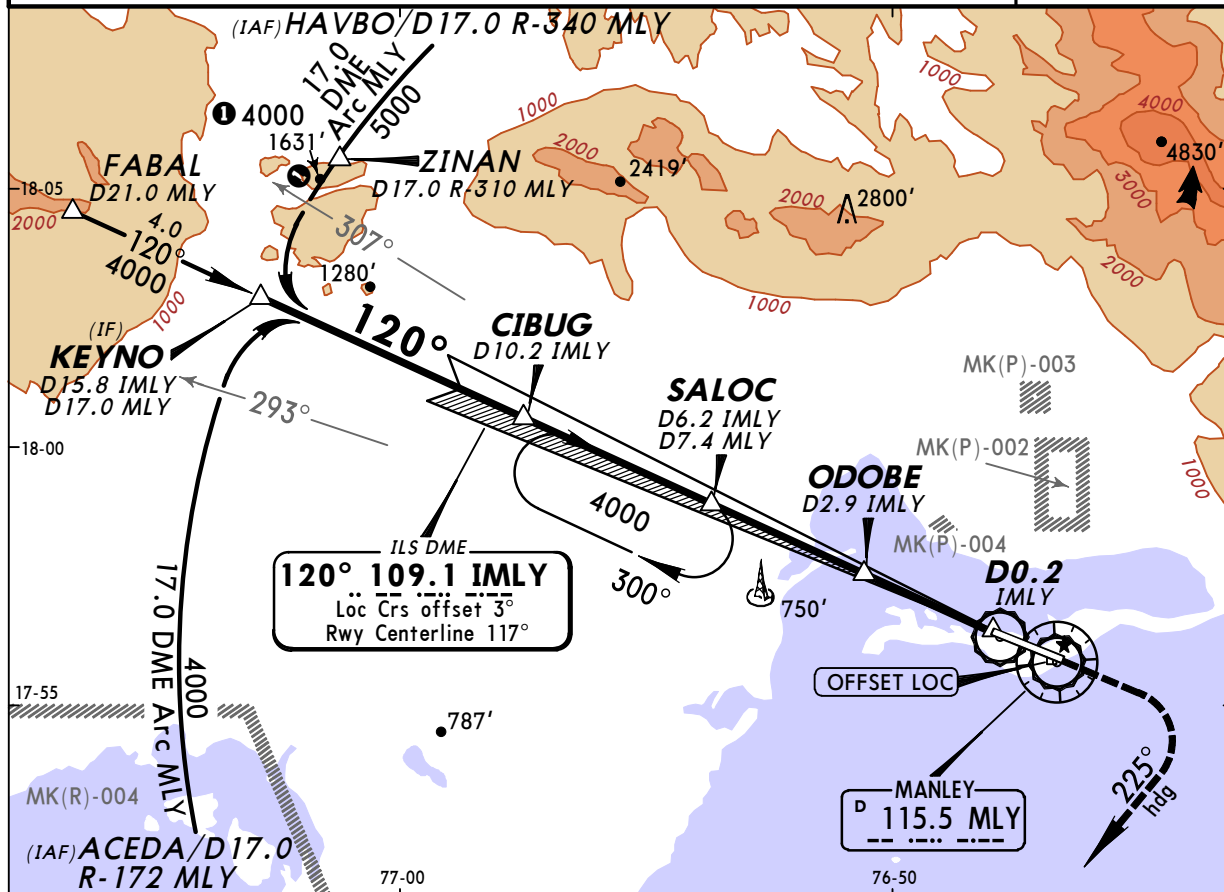 (IAF) HAVBO/D17.0 R-340 MLY
17.0
DME
Arc MLY
5000
1 4000
1631'
1
ZINAN
D17.0 R-310 MLY
FABAL
D21.0 MLY
18-05
2000
4.0
120°
4000
307°
1280'
1000
1000
2000
2419'
2000
2800'
1000
1000
4000
4830'
3000
2000
1000
(IF)
KEYNO
D15.8 IMLY
D17.0 MLY
120°
CIBUG
D10.2 IMLY
293°
SALOC
D6.2 IMLY
D7.4 MLY
MK(P)-003
MK(P)-002
MK(P)-004
18-00
ODOBE
D2.9 IMLY
4000
300°
ILS DME
120° 109.1 IMLY
Loc Crs offset 3°
Rwy Centerline 117°
750'
D0.2
IMLY
OFFSET LOC
17.0 DME Arc MLY
4000
17-55
787'
MK(R)-004
MANLEY
D 115.5 MLY
225°
hdg
(IAF) ACEDA/D17.0
R-172 MLY
77-00
76-50